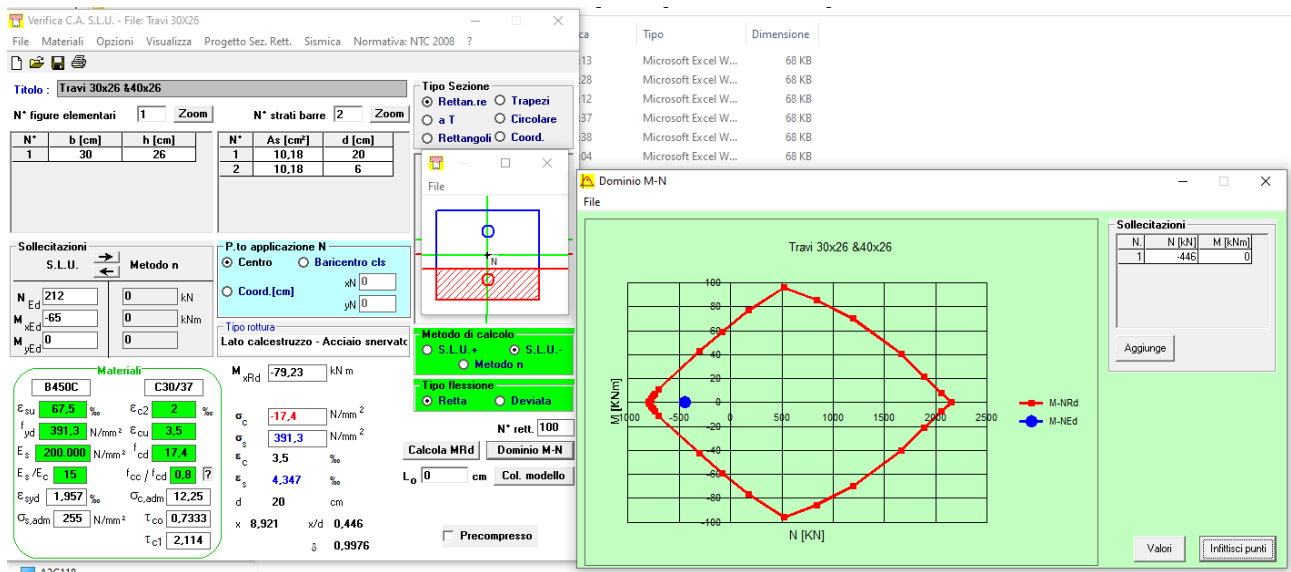 Verifica C.A. S.L.U. - File: Travi 30X26
File Materiali Opzioni Visualizza Progetto Sez. Rett. Sismica Normativa: NTC 2008 ?
Titolo : Travi 30x26 &40x26
N° figure elementari 1 Zoom
N° strati barre 2 Zoom
N° b [cm] h [cm]
1 30 26
N° As [cm²] d [cm]
1 10,18 20
2 10,18 6
Tipo Sezione
Rettan.re Trapezi
a T Circolare
Rettangoli Coord.
File
N
Sollecitazioni
S.L.U. Metodo n
N Ed 212 0 kN
M xEd -65 0 kNm
M yEd 0 0
P.to applicazione N
Centro Baricentro cls
Coord.[cm] xN 0
yN 0
Tipo rottura
Lato calcestruzzo - Acciaio snervato
Metodo di calcolo
S.L.U.+ S.L.U.-
Metodo n
Tipo flessione
Retta Deviata
N° rett. 100
Calcola MRd Dominio M-N
L o 0 cm Col. modello
Precompresso
Materiali
B450C C30/37
εsu 67,5 ‰ εc2 2 ‰
fyd 391,3 N/mm² εcu 3,5
Es 200.000 N/mm² fcd 17,4
Es/Ec 15 fcc / fcd 0,8 ?
εsyd 1,957 ‰ σc,adm 12,25
σs,adm 255 N/mm² τco 0,7333
τc1 2,114
M xRd -79,23 kN m
σc -17,4 N/mm²
σs 391,3 N/mm²
εc 3,5 ‰
εs 4,347 ‰
d 20 cm
x 8,921 x/d 0,446
δ 0,9976
ca Tipo Dimensione
:13 Microsoft Excel W... 68 KB
:28 Microsoft Excel W... 68 KB
:12 Microsoft Excel W... 68 KB
:37 Microsoft Excel W... 68 KB
:38 Microsoft Excel W... 68 KB
:04 Microsoft Excel W... 68 KB
Dominio M-N
File
Travi 30x26 &40x26
100
80
60
40
20
0
-20
-40
-60
-80
-100
-1000 -500 0 500 1000 1500 2000 2500
M [KNm]
N [KN]
M-NRd
M-NEd
Sollecitazioni
N. N [kN] M [kNm]
1 -446 0
Aggiunge
Valori Infittisci punti